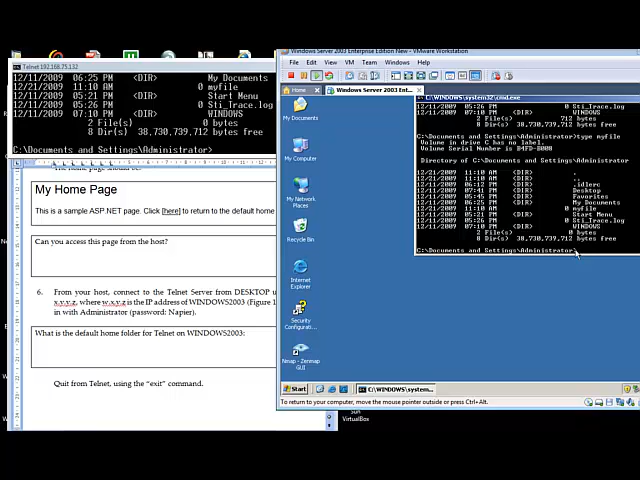 Telnet 192.168.75.132
12/11/2009 06:25 PM <DIR> My Documents
12/21/2009 11:10 AM 0 myfile
12/11/2009 05:21 PM <DIR> Start Menu
12/11/2009 05:26 PM 0 Sti_Trace.log
12/11/2009 07:10 PM <DIR> WINDOWS
2 File(s) 0 bytes
8 Dir(s) 38,730,739,712 bytes free
C:\Documents and Settings\Administrator>
The home page should be:
My Home Page
This is a sample ASP.NET page. Click [here] to return to the default home
Can you access this page from the host?
6. From your host, connect to the Telnet Server from DESKTOP u
x.y.z, where w.x.y.z is the IP address of WINDOWS2003 (Figure 1
in with Administrator (password: Napier).
What is the default home folder for Telnet on WINDOWS2003:
Quit from Telnet, using the “exit” command.
Windows Server 2003 Enterprise Edition New - VMware Workstation
File Edit View VM Team Windows Help
Home
Windows Server 2003 Ent...
My Documents
My Computer
My Network Places
Recycle Bin
Internet Explorer
Security Configurati...
Nmap - Zenmap GUI
C:\WINDOWS\system32\cmd.exe
12/11/2009 05:26 PM 0 Sti_Trace.log
12/11/2009 07:10 PM <DIR> WINDOWS
2 File(s) 712 bytes
8 Dir(s) 38,730,739,712 bytes free
C:\Documents and Settings\Administrator>type myfile
Volume in drive C has no label.
Volume Serial Number is
Directory of C:\Documents and Settings\Administrator
12/21/2009 11:10 AM <DIR> .
12/21/2009 11:10 AM <DIR> ..
12/11/2009 06:12 PM <DIR> .idlerc
12/11/2009 07:41 PM <DIR> Desktop
12/11/2009 05:45 PM <DIR> Favorites
12/11/2009 06:25 PM <DIR> My Documents
12/21/2009 11:10 AM 0 myfile
12/11/2009 05:21 PM <DIR> Start Menu
12/11/2009 05:26 PM 0 Sti_Trace.log
12/11/2009 07:10 PM <DIR> WINDOWS
2 File(s) 0 bytes
8 Dir(s) 38,730,739,712 bytes free
C:\Documents and Settings\Administrator>
Start
C:\WINDOWS\system...
To return to your computer, move the mouse pointer outside or press Ctrl+Alt.
Sun
VirtualBox